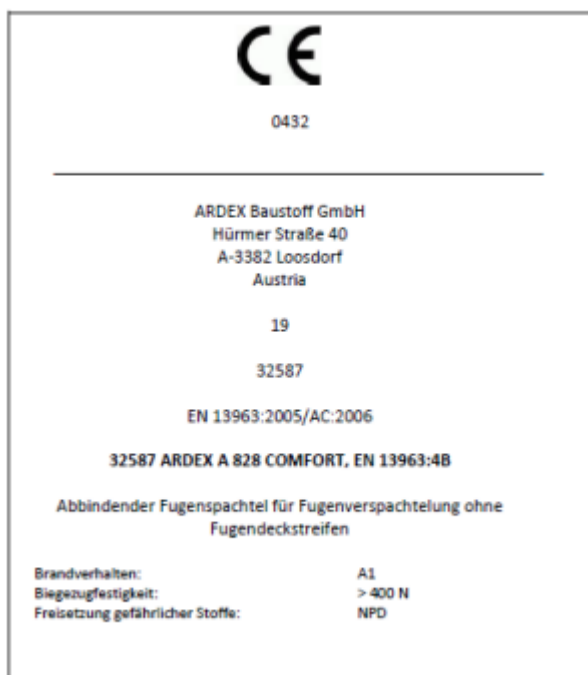 CE
0432
ARDEX Baustoff GmbH
Hürmer Straße 40
A-3382 Loosdorf
Austria
19
32587
EN 13963:2005/AC:2006
32587 ARDEX A 828 COMFORT, EN 13963:4B
Abbindender Fugenspachtel für Fugenverspachtelung ohne
Fugendeckstreifen
Brandverhalten: A1
Biegezugfestigkeit: > 400 N
Freisetzung gefährlicher Stoffe: NPD